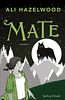 ALI HAZELWOOD
MATE
Sperling & Kupfer